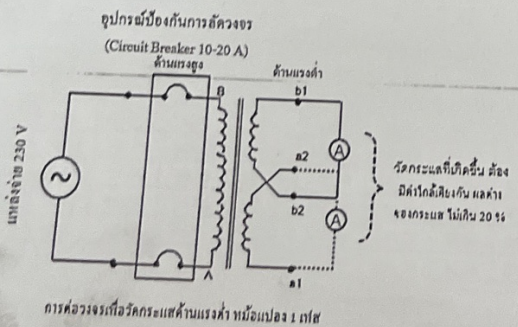 อุปกรณ์ป้องกันการลัดวงจร
(Circuit Breaker 10-20 A)
ด้านแรงสูง
ด้านแรงต่ำ
B
b1
A
a2
แหล่งจ่าย 230 V
b2
A
วัดกระแสที่เกิดขึ้น ต้อง
มีค่าใกล้เคียงกัน ผลต่าง
ของกระแส ไม่เกิน 20 %
A
a1
การต่อวงจรเพื่อวัดกระแสด้านแรงต่ำ หม้อแปลง 1 เฟส